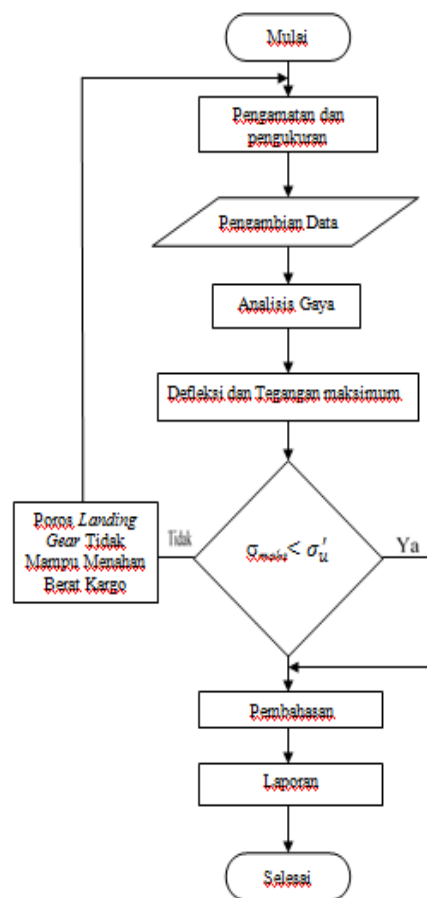 Mulai
Pengamatan dan
pengukuran
Pengambian Data
Analisis Gaya
Defleksi dan Tegangan maksimum
σmaks < σ′u
Tidak
Ya
Poros Landing
Gear Tidak
Mampu Menahan
Berat Kargo
Pembahasan
Laporan
Selesai